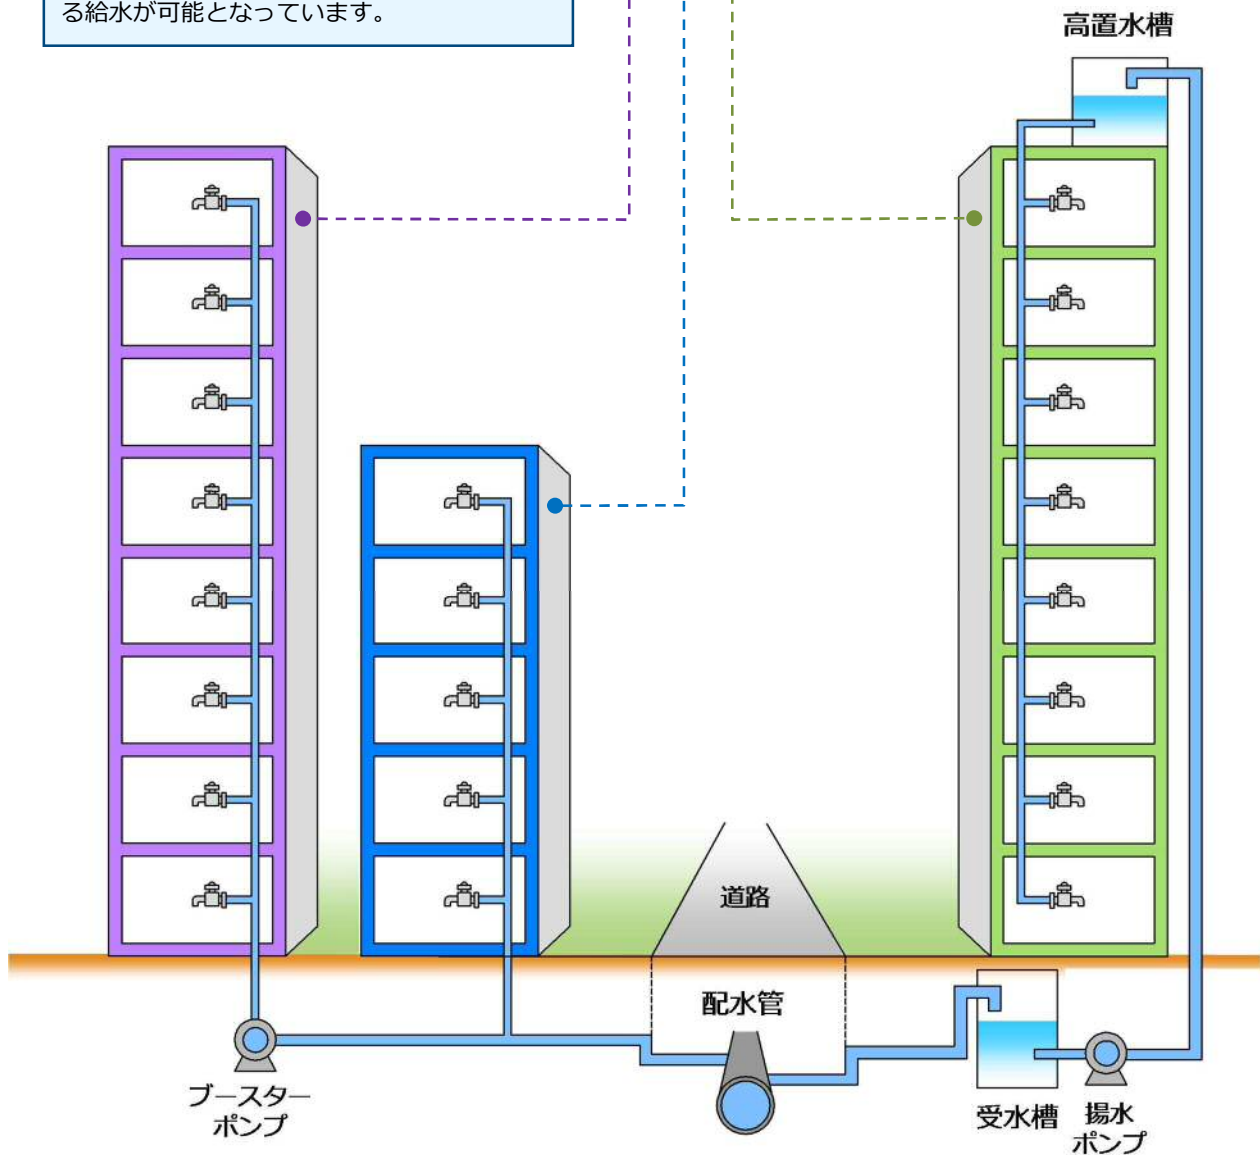 る給水が可能となっています。
高置水槽
道路
配水管
ブースター
ポンプ
受水槽
揚水
ポンプ